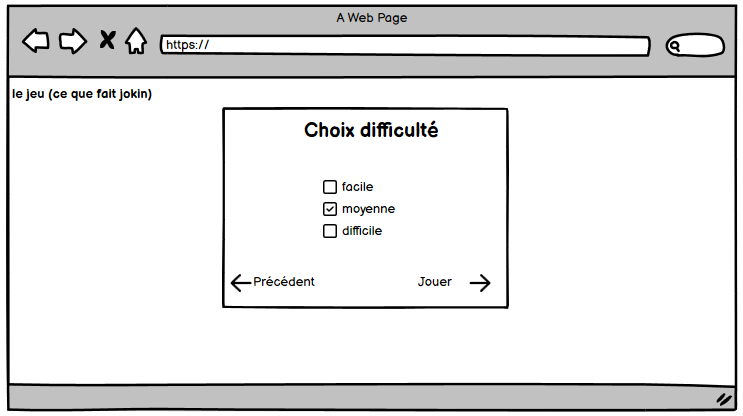 A Web Page
https://
le jeu (ce que fait jokin)
Choix difficulté
facile
moyenne
difficile
Précédent
Jouer